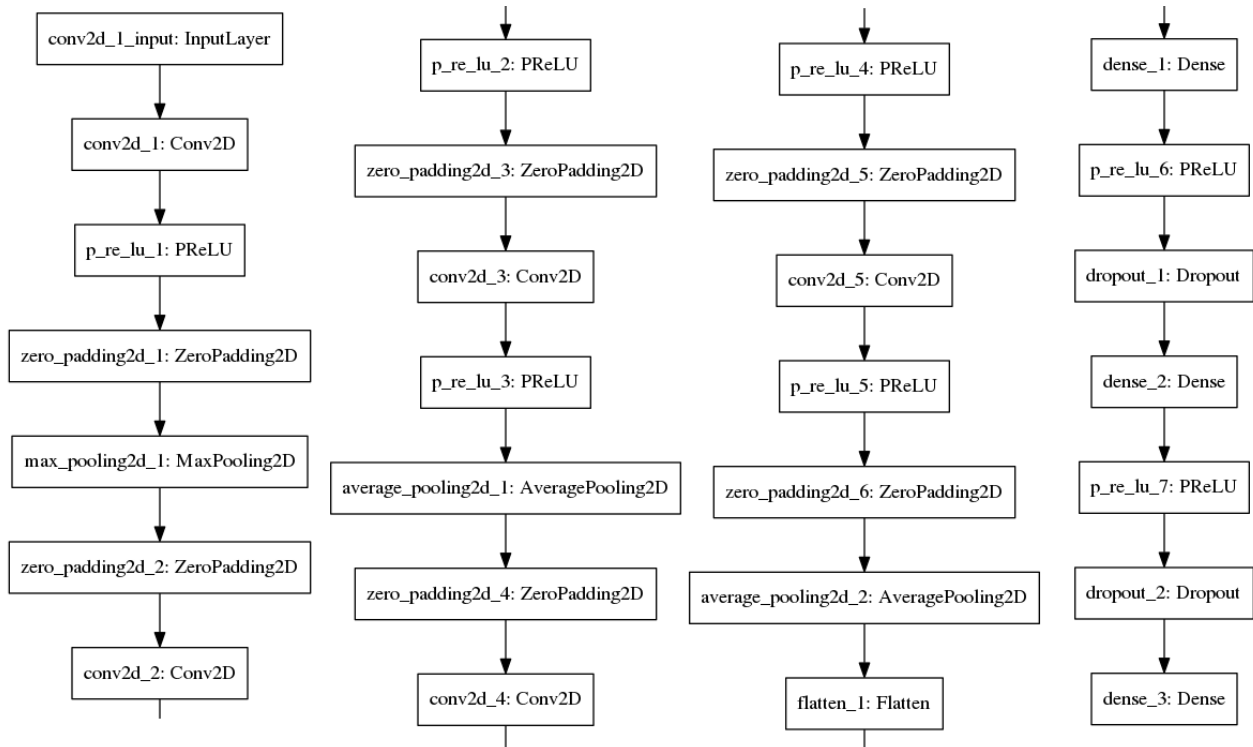 conv2d_1_input: InputLayer
conv2d_1: Conv2D
p_re_lu_1: PReLU
zero_padding2d_1: ZeroPadding2D
max_pooling2d_1: MaxPooling2D
zero_padding2d_2: ZeroPadding2D
conv2d_2: Conv2D
p_re_lu_2: PReLU
zero_padding2d_3: ZeroPadding2D
conv2d_3: Conv2D
p_re_lu_3: PReLU
average_pooling2d_1: AveragePooling2D
zero_padding2d_4: ZeroPadding2D
conv2d_4: Conv2D
p_re_lu_4: PReLU
zero_padding2d_5: ZeroPadding2D
conv2d_5: Conv2D
p_re_lu_5: PReLU
zero_padding2d_6: ZeroPadding2D
average_pooling2d_2: AveragePooling2D
flatten_1: Flatten
dense_1: Dense
p_re_lu_6: PReLU
dropout_1: Dropout
dense_2: Dense
p_re_lu_7: PReLU
dropout_2: Dropout
dense_3: Dense